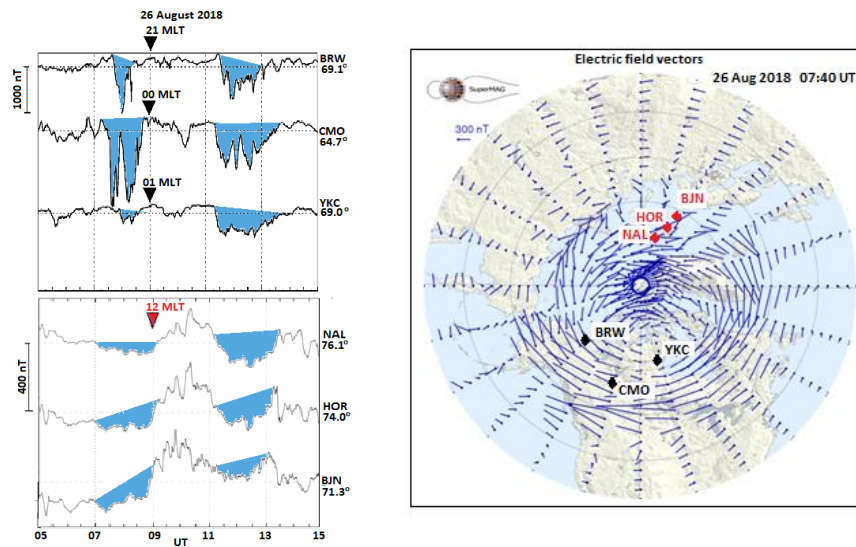 26 August 2018
21 MLT
BRW
69.1°
1000 nT
00 MLT
CMO
64.7°
01 MLT
YKC
69.0°
12 MLT
NAL
76.1°
400 nT
HOR
74.0°
BJN
71.3°
05 07 09 11 13 15
UT
Electric field vectors
26 Aug 2018 07:40 UT
SuperMAG
300 nT
BJN
HOR
NAL
BRW
YKC
CMO